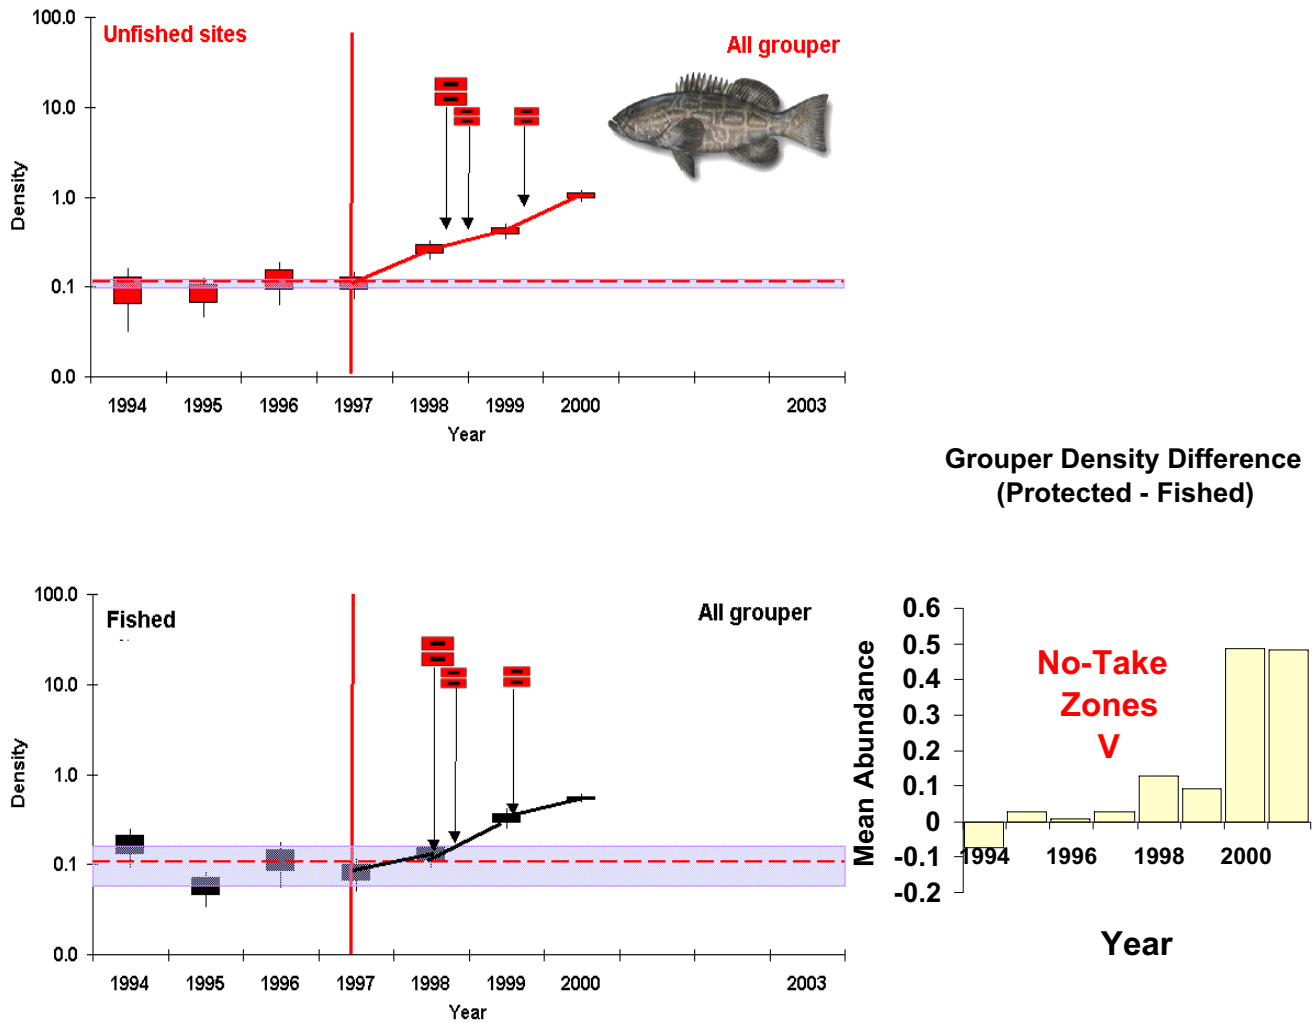 100.0
Unfished sites
All grouper
10.0
Density
1.0
0.1
0.0
1994 1995 1996 1997 1998 1999 2000 2003
Year
Grouper Density Difference
(Protected - Fished)
100.0
Fished
All grouper
10.0
Density
1.0
0.1
0.0
1994 1995 1996 1997 1998 1999 2000 2003
Year
0.6
0.5
0.4
0.3
0.2
0.1
0
-0.1
-0.2
Mean Abundance
No-Take
Zones
V
1994 1996 1998 2000
Year